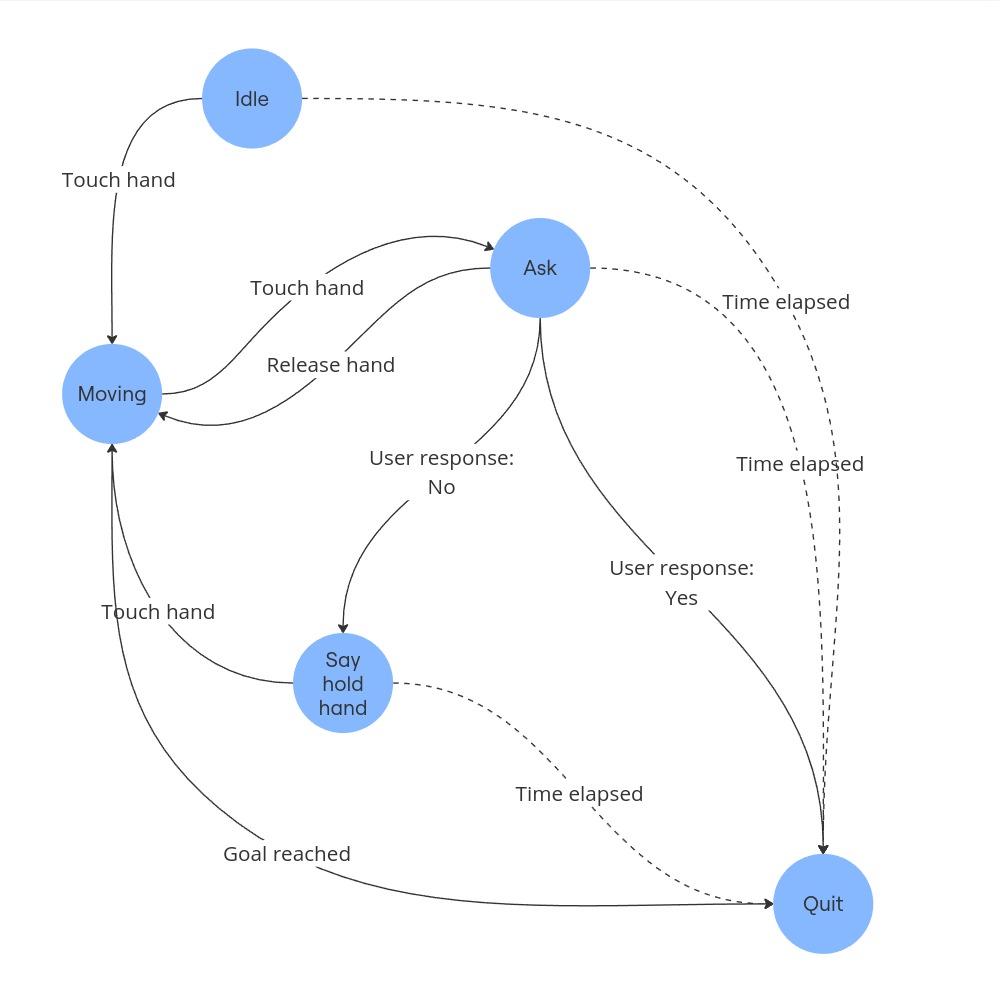 Idle
Touch hand
Ask
Touch hand
Time elapsed
Release hand
Moving
User response:
No
Time elapsed
User response:
Yes
Touch hand
Say
hold
hand
Time elapsed
Goal reached
Quit